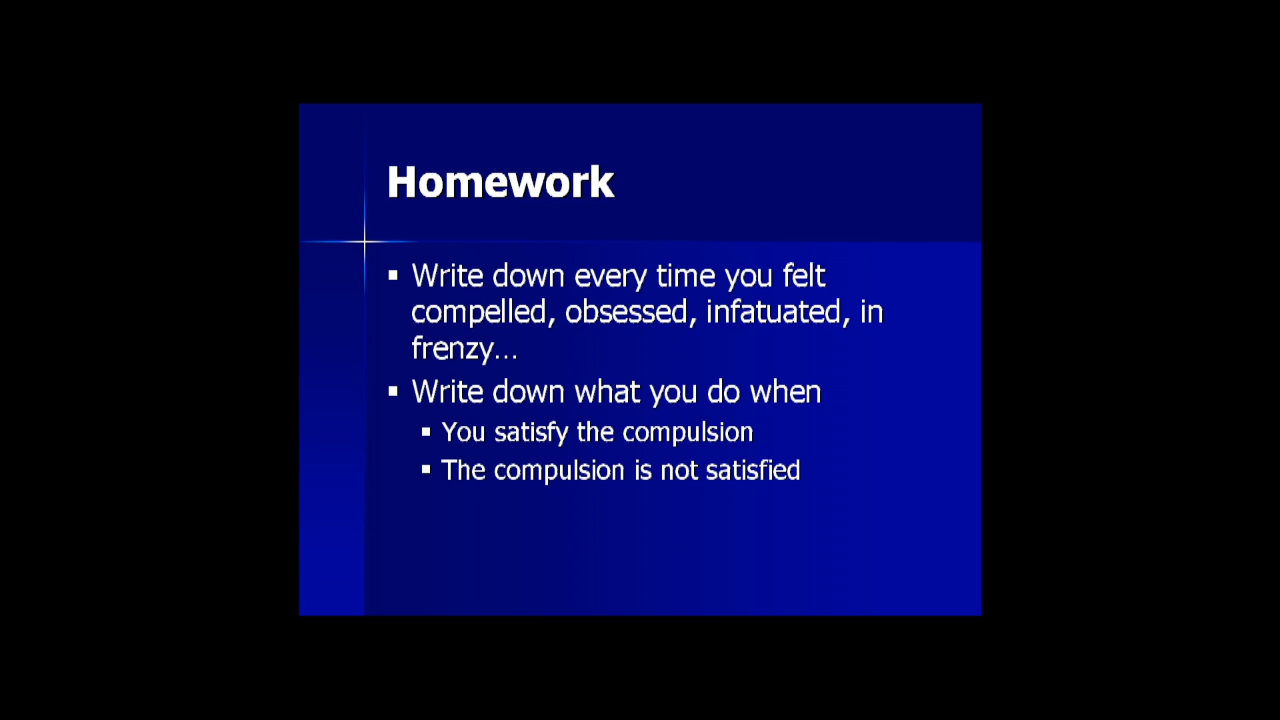 Homework
▪ Write down every time you felt
compelled, obsessed, infatuated, in
frenzy…
▪ Write down what you do when
▪ You satisfy the compulsion
▪ The compulsion is not satisfied